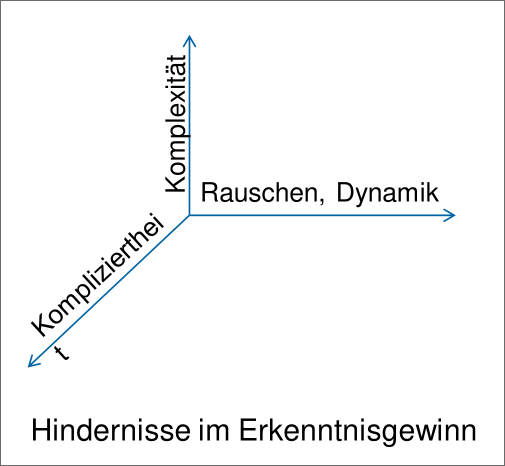 Komplexität
Rauschen, Dynamik
Komplizierthei
t
Hindernisse im Erkenntnisgewinn